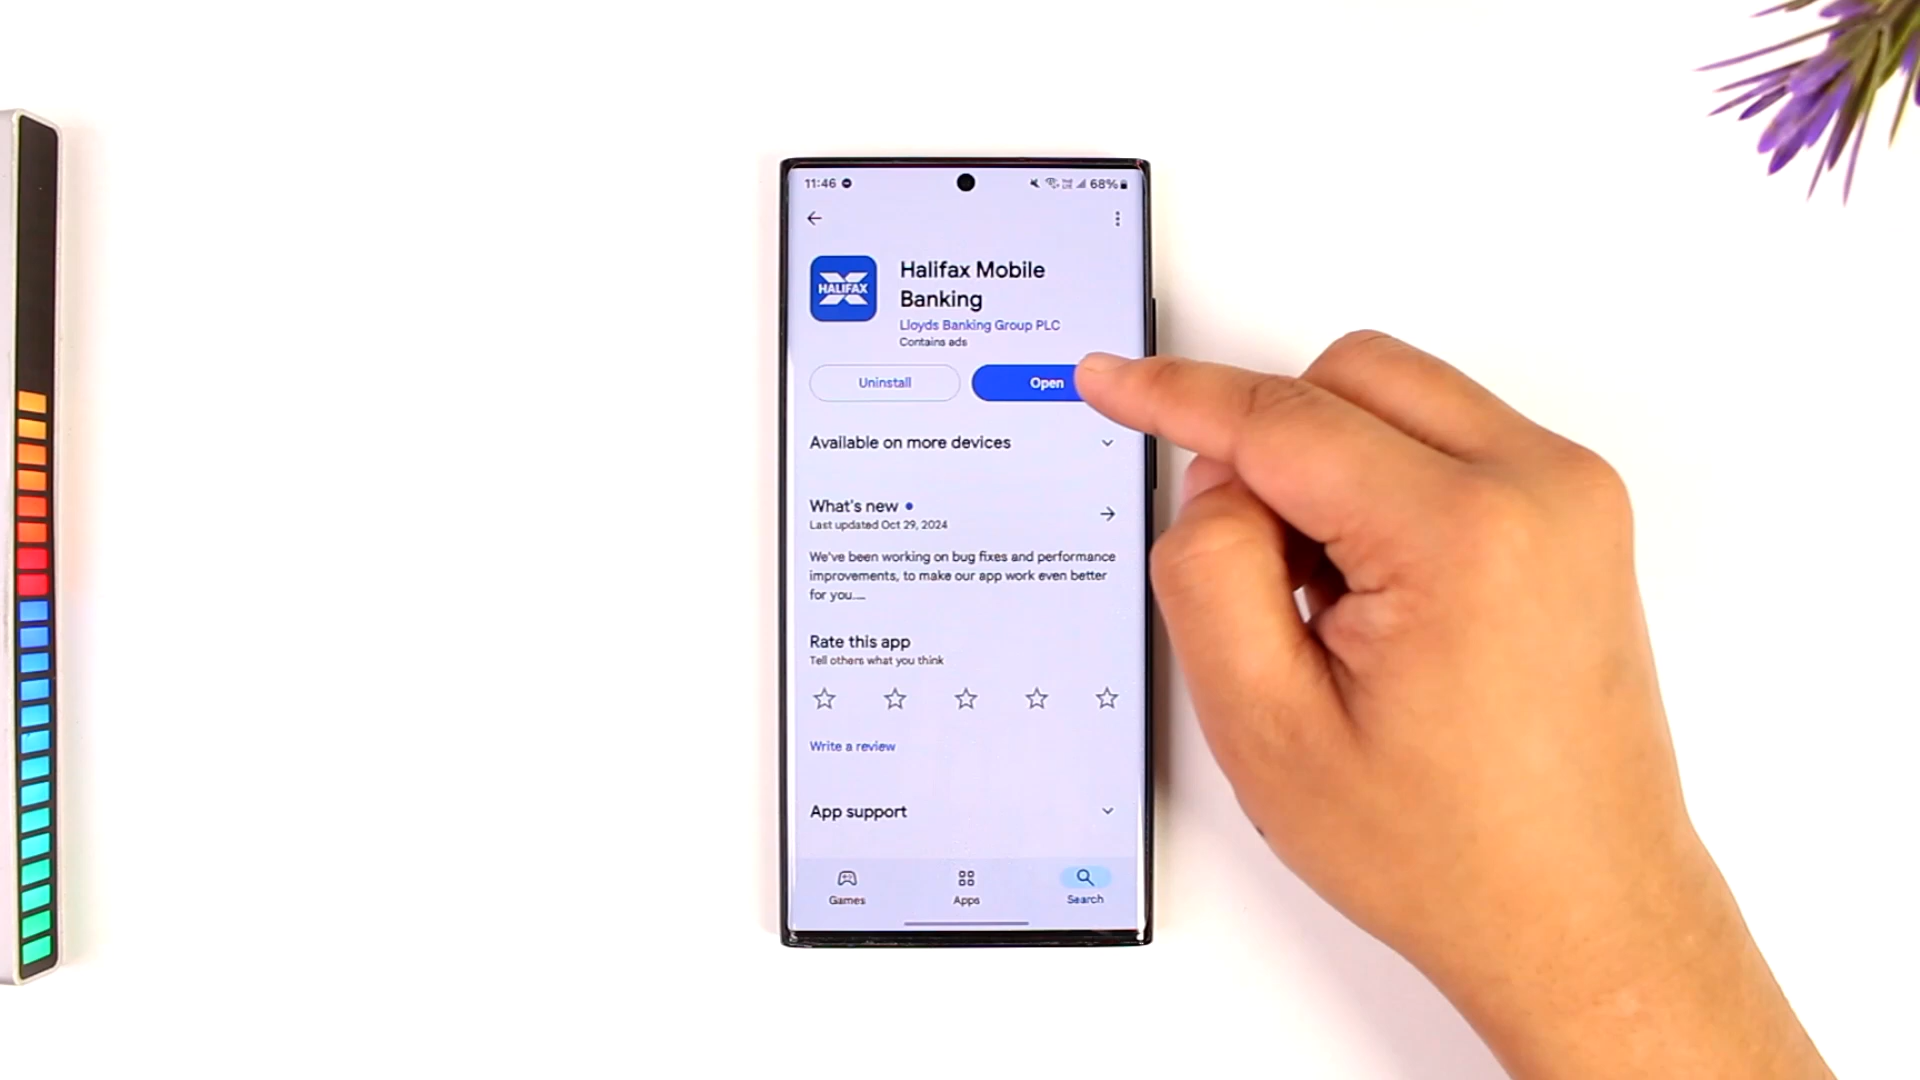 11:46
68%
HALIFAX
Halifax Mobile
Banking
Lloyds Banking Group PLC
Contains ads
Uninstall
Open
Available on more devices
What's new
Last updated Oct 29, 2024
We've been working on bug fixes and performance
improvements, to make our app work even better
for you....
Rate this app
Tell others what you think
Write a review
App support
Games
Apps
Search